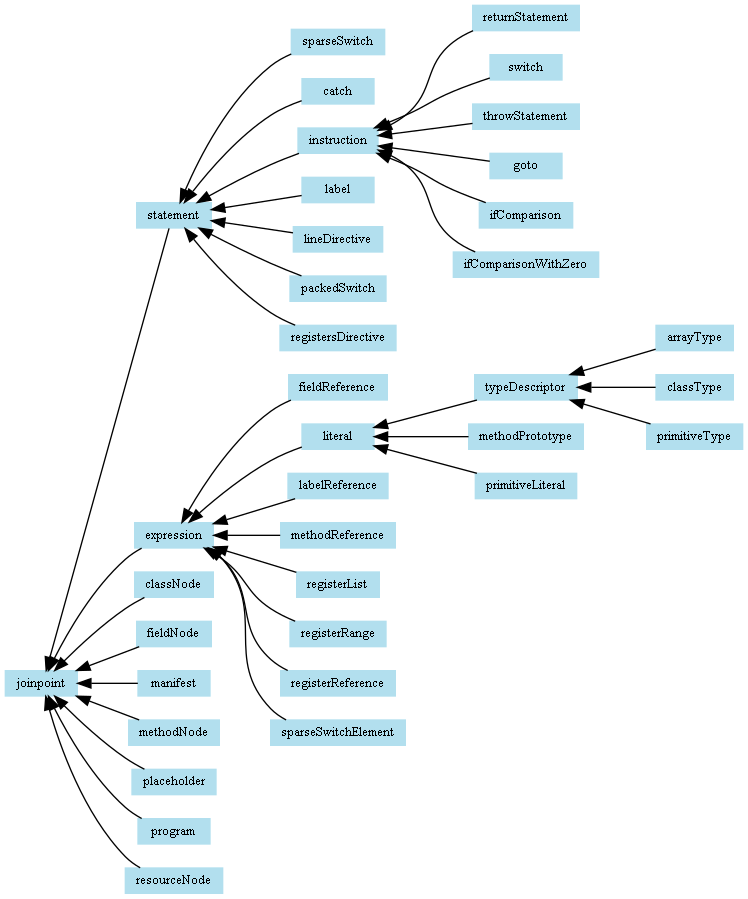 returnStatement
sparseSwitch
switch
catch
throwStatement
instruction
goto
label
ifComparison
statement
lineDirective
ifComparisonWithZero
packedSwitch
registersDirective
arrayType
fieldReference
typeDescriptor
classType
literal
methodPrototype
primitiveType
labelReference
primitiveLiteral
expression
methodReference
classNode
registerList
fieldNode
registerRange
joinpoint
manifest
registerReference
methodNode
sparseSwitchElement
placeholder
program
resourceNode